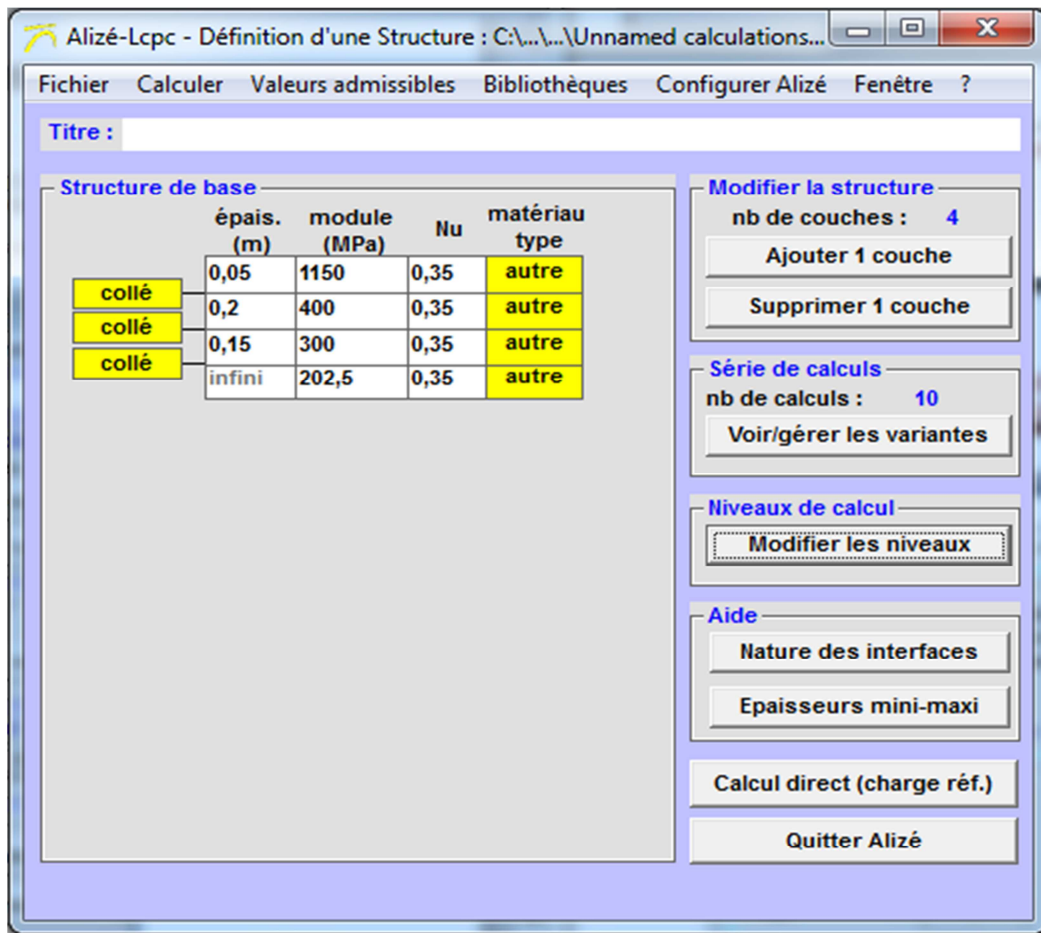 Alizé-Lcpc - Définition d'une Structure : C:\...\...\Unnamed calculations...
Fichier Calculer Valeurs admissibles Bibliothèques Configurer Alizé Fenêtre ?
Titre :
Structure de base
épais. (m) module (MPa) Nu matériau type
0,05 1150 0,35 autre
collé
0,2 400 0,35 autre
collé
0,15 300 0,35 autre
collé
infini 202,5 0,35 autre
Modifier la structure
nb de couches : 4
Ajouter 1 couche
Supprimer 1 couche
Série de calculs
nb de calculs : 10
Voir/gérer les variantes
Niveaux de calcul
Modifier les niveaux
Aide
Nature des interfaces
Epaisseurs mini-maxi
Calcul direct (charge réf.)
Quitter Alizé